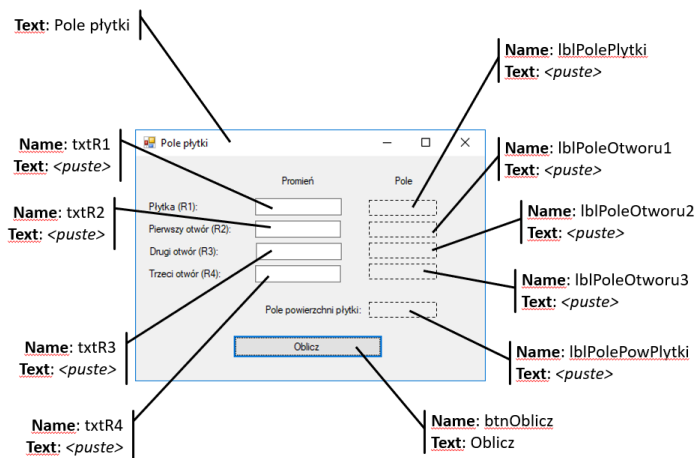 Text: Pole płytki
Name: lblPolePlytki
Text: <puste>
Name: txtR1
Text: <puste>
Pole płytki
Name: lblPoleOtworu1
Text: <puste>
Promień Pole
Name: txtR2
Text: <puste>
Płytka (R1):
Pierwszy otwór (R2):
Drugi otwór (R3):
Trzeci otwór (R4):
Name: lblPoleOtworu2
Text: <puste>
Name: lblPoleOtworu3
Text: <puste>
Pole powierzchni płytki:
Name: txtR3
Text: <puste>
Oblicz
Name: lblPolePowPlytki
Text: <puste>
Name: txtR4
Text: <puste>
Name: btnOblicz
Text: Oblicz